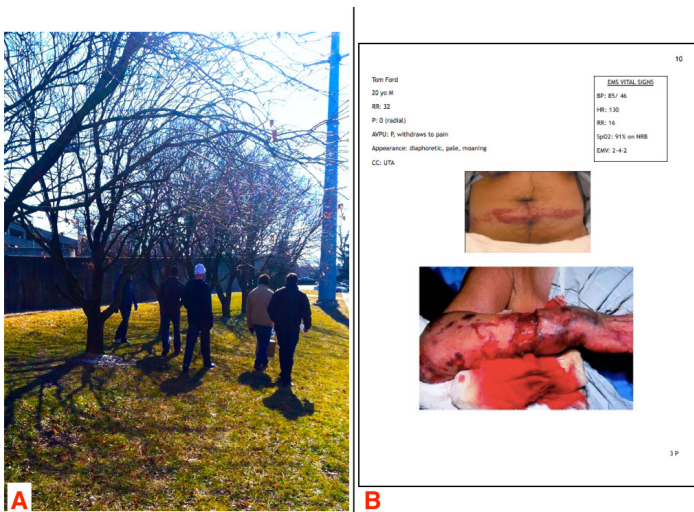 10
Tom Ford
20 yo M
RR: 32
P: 0 (radial)
AVPU: P, withdraws to pain
Appearance: diaphoretic, pale, moaning
CC: UTA
EMS VITAL SIGNS
BP: 85/ 46
HR: 130
RR: 16
SpO2: 91% on NRB
EMV: 2-4-2
3 P
A
B